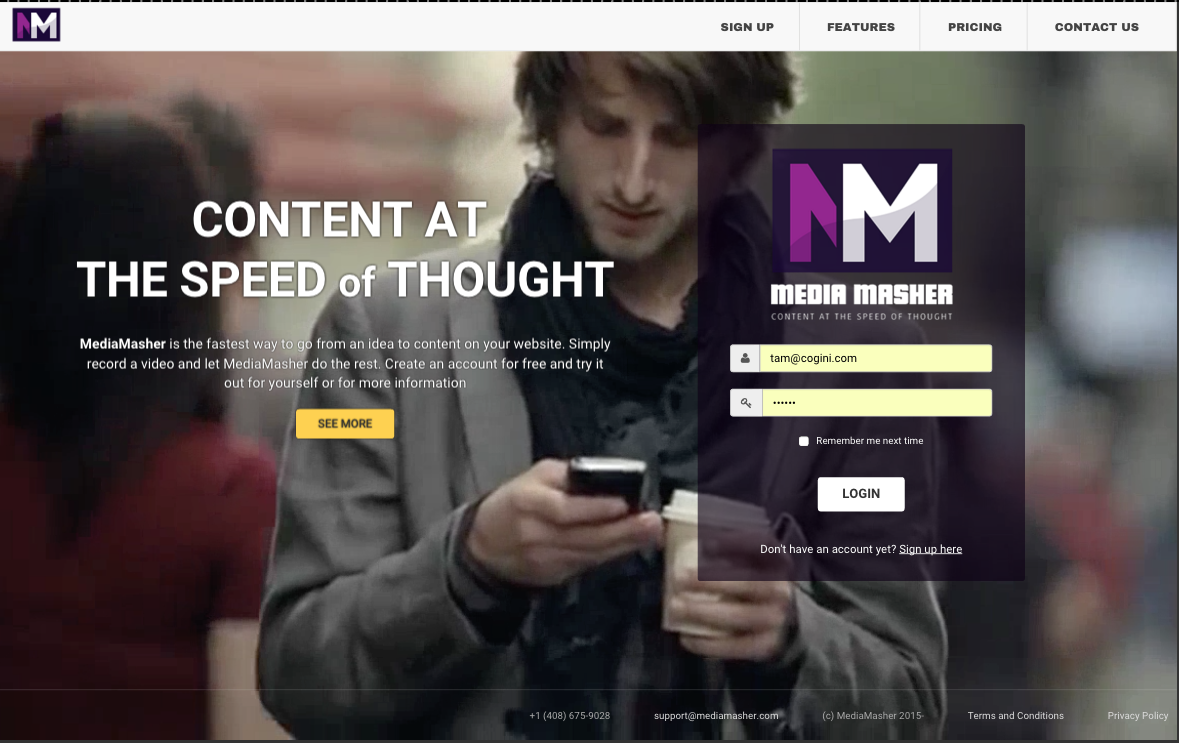 NM
SIGN UP
FEATURES
PRICING
CONTACT US
CONTENT AT
THE SPEED of THOUGHT
MediaMasher is the fastest way to go from an idea to content on your website. Simply
record a video and let MediaMasher do the rest. Create an account for free and try it
out for yourself or for more information
SEE MORE
NM
MEDIA MASHER
CONTENT AT THE SPEED OF THOUGHT
tam@cogini.com
••••••
Remember me next time
LOGIN
Don't have an account yet? Sign up here
+1 (408) 675-9028
support@mediamasher.com
(c) MediaMasher 2015-
Terms and Conditions
Privacy Policy